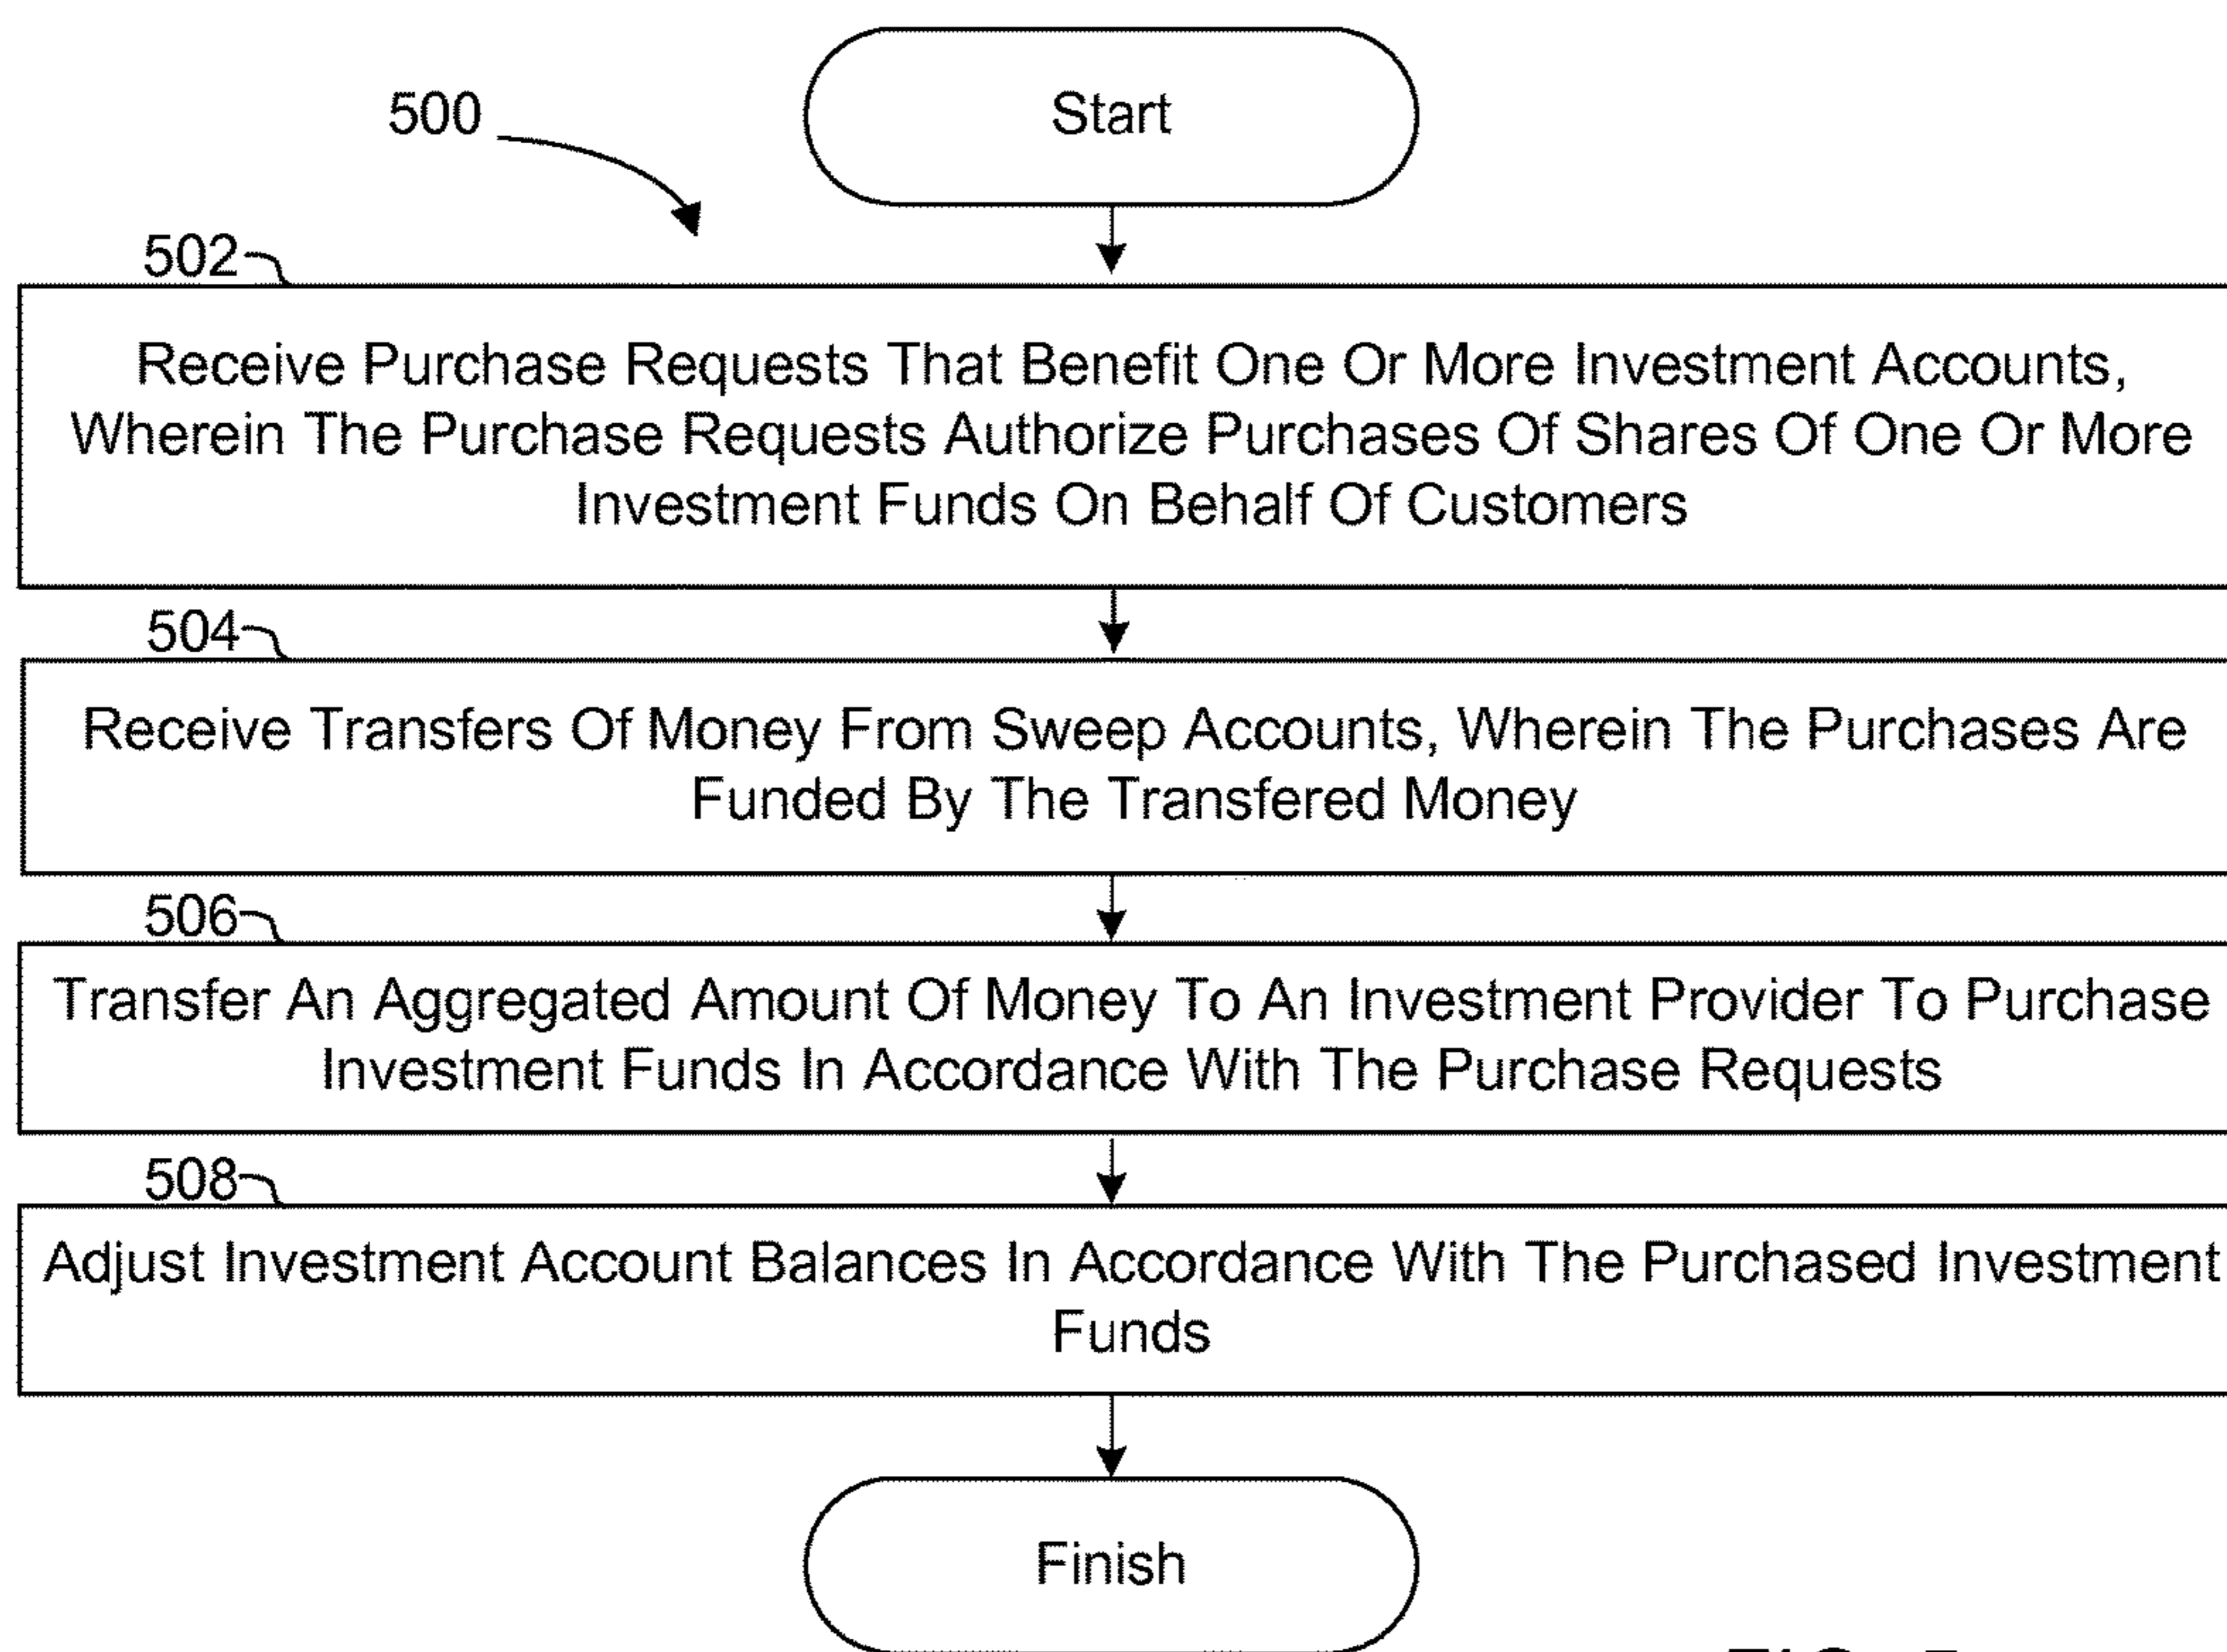 Start
500
502
Receive Purchase Requests That Benefit One Or More Investment Accounts,
Wherein The Purchase Requests Authorize Purchases Of Shares Of One Or More
Investment Funds On Behalf Of Customers
504
Receive Transfers Of Money From Sweep Accounts, Wherein The Purchases Are
Funded By The Transfered Money
506
Transfer An Aggregated Amount Of Money To An Investment Provider To Purchase
Investment Funds In Accordance With The Purchase Requests
508
Adjust Investment Account Balances In Accordance With The Purchased Investment
Funds
Finish